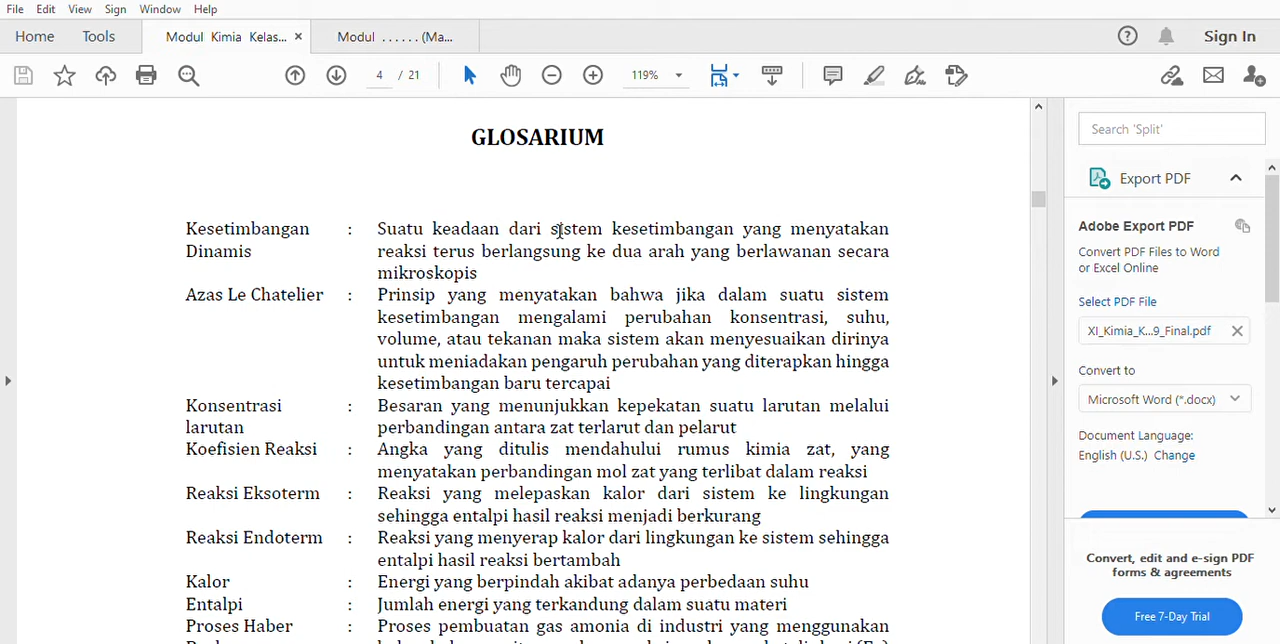 File Edit View Sign Window Help
Home Tools Modul Kimia Kelas... × Modul ...... (Ma... Sign In
4 / 21 119%
GLOSARIUM
Kesetimbangan : Suatu keadaan dari sistem kesetimbangan yang menyatakan
Dinamis reaksi terus berlangsung ke dua arah yang berlawanan secara
mikroskopis
Azas Le Chatelier : Prinsip yang menyatakan bahwa jika dalam suatu sistem
kesetimbangan mengalami perubahan konsentrasi, suhu,
volume, atau tekanan maka sistem akan menyesuaikan dirinya
untuk meniadakan pengaruh perubahan yang diterapkan hingga
kesetimbangan baru tercapai
Konsentrasi : Besaran yang menunjukkan kepekatan suatu larutan melalui
larutan perbandingan antara zat terlarut dan pelarut
Koefisien Reaksi : Angka yang ditulis mendahului rumus kimia zat, yang
menyatakan perbandingan mol zat yang terlibat dalam reaksi
Reaksi Eksoterm : Reaksi yang melepaskan kalor dari sistem ke lingkungan
sehingga entalpi hasil reaksi menjadi berkurang
Reaksi Endoterm : Reaksi yang menyerap kalor dari lingkungan ke sistem sehingga
entalpi hasil reaksi bertambah
Kalor : Energi yang berpindah akibat adanya perbedaan suhu
Entalpi : Jumlah energi yang terkandung dalam suatu materi
Proses Haber : Proses pembuatan gas amonia di industri yang menggunakan
Search 'Split'
Export PDF
Adobe Export PDF
Convert PDF Files to Word
or Excel Online
Select PDF File
XI_Kimia_K...9_Final.pdf
Convert to
Microsoft Word (*.docx)
Document Language:
English (U.S.) Change
Convert, edit and e-sign PDF
forms & agreements
Free 7-Day Trial